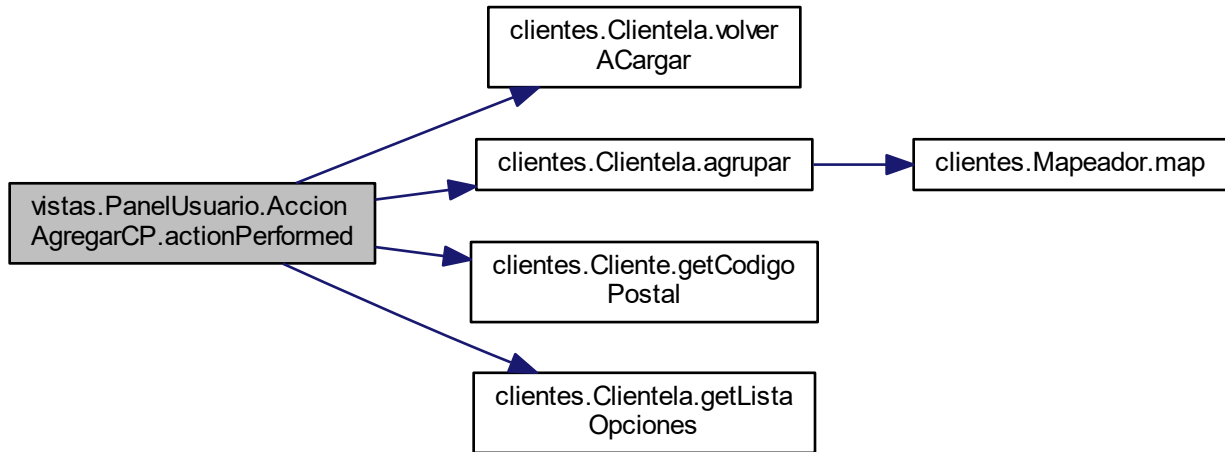 clientes.Clientela.volver
ACargar
clientes.Clientela.agrupar
clientes.Mapeador.map
vistas.PanelUsuario.Accion
AgregarCP.actionPerformed
clientes.Cliente.getCodigo
Postal
clientes.Clientela.getLista
Opciones